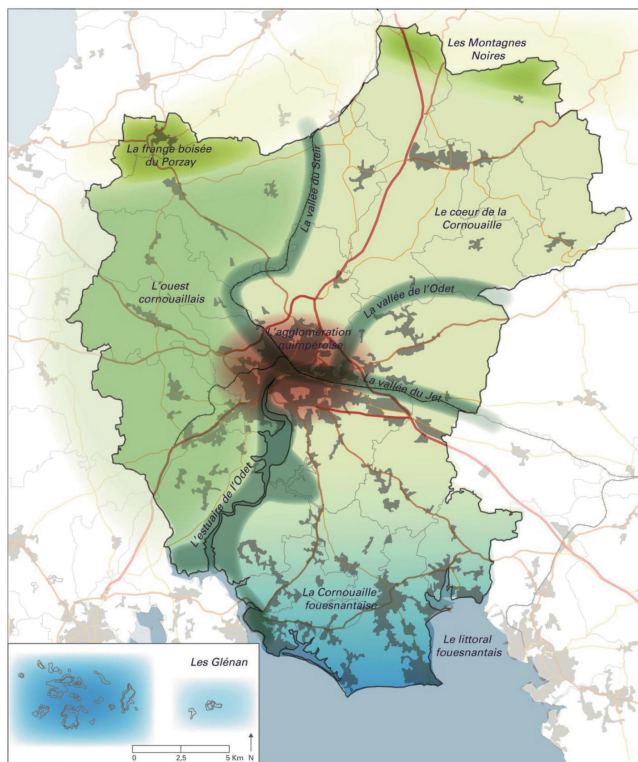 Les Montagnes
Noires
La frange boisée
du Porzay
La vallée du Steïr
Le coeur de la
Cornouaille
L'ouest
cornouaillais
La vallée de l'Odet
L'agglomération
quimpéroise
La vallée du Jet
L'estuaire de l'Odet
La Cornouaille
fouesnantaise
Le littoral
fouesnantais
Les Glénan
0 2,5 5 Km
N